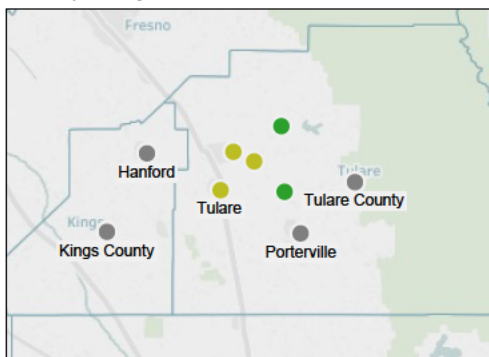 Fresno
Hanford
Tulare
Tulare
Tulare County
Kings
Kings County
Porterville